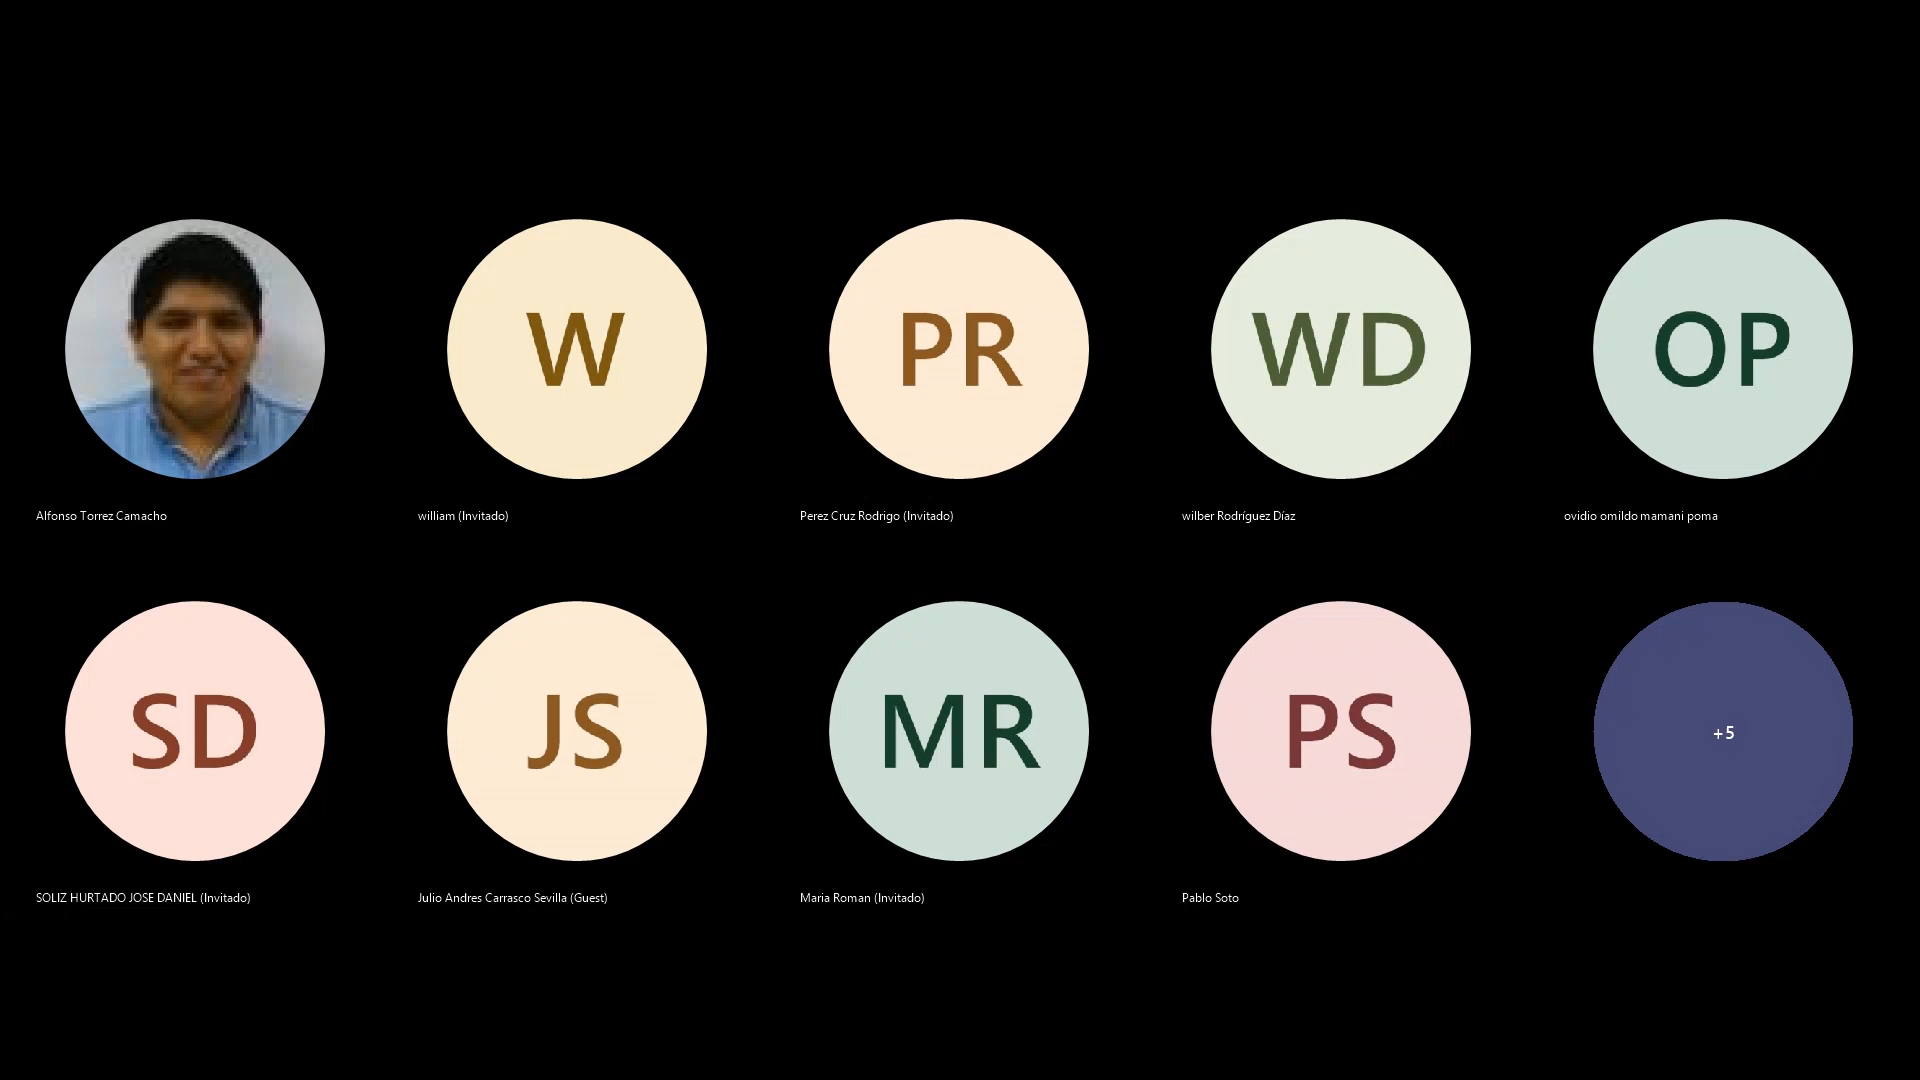 W
PR
WD
OP
Alfonso Torrez Camacho
william (Invitado)
Perez Cruz Rodrigo (Invitado)
wilber Rodríguez Díaz
ovidio omildo mamani poma
SD
JS
MR
PS
+5
SOLIZ HURTADO JOSE DANIEL (Invitado)
Julio Andres Carrasco Sevilla (Guest)
Maria Roman (Invitado)
Pablo Soto